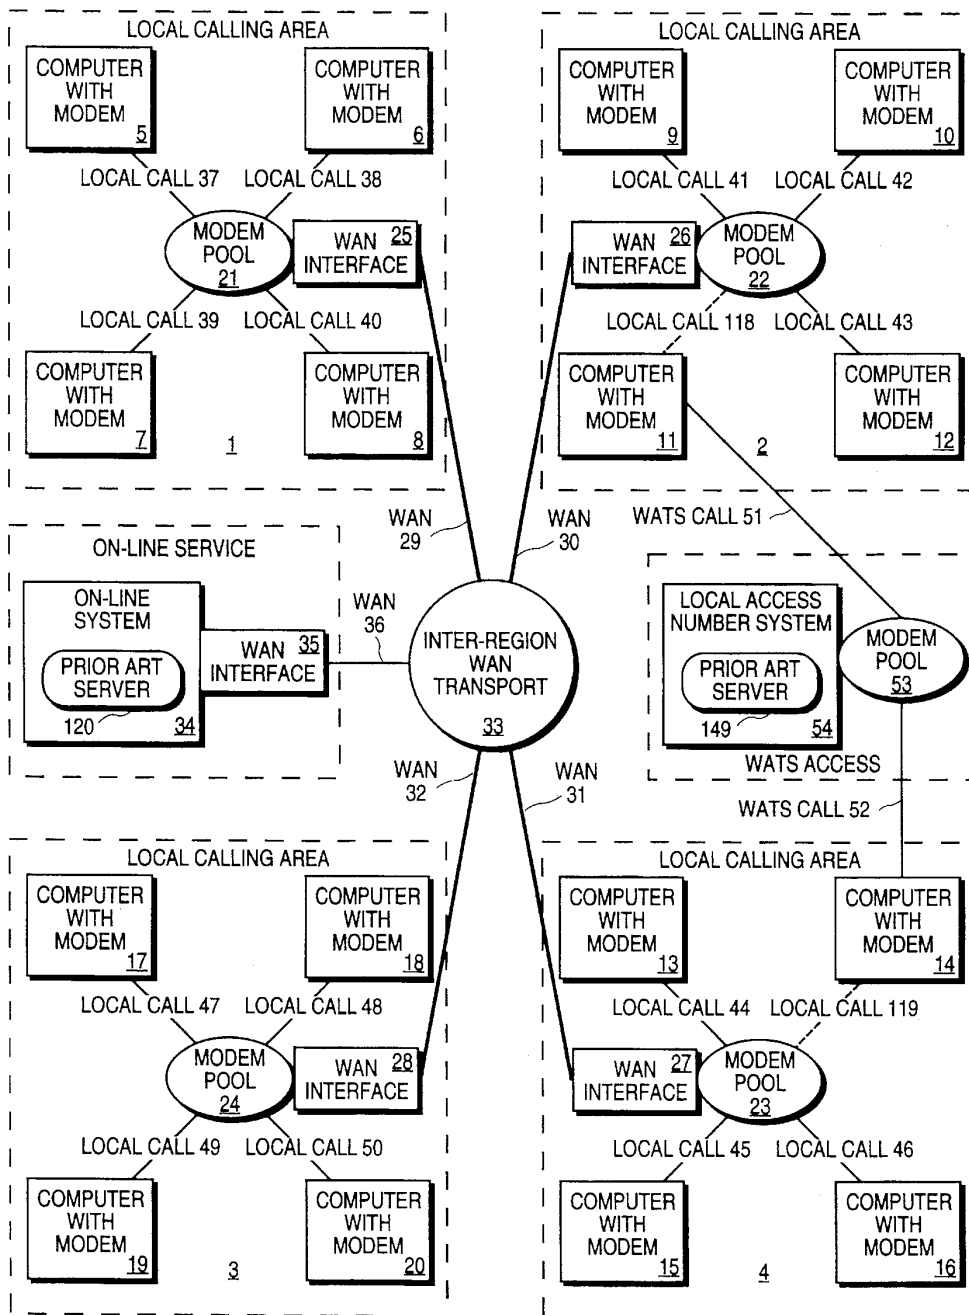 LOCAL CALLING AREA
COMPUTER
WITH
MODEM
5
COMPUTER
WITH
MODEM
6
LOCAL CALL 37
LOCAL CALL 38
MODEM
POOL
21
WAN 25
INTERFACE
LOCAL CALL 39
LOCAL CALL 40
COMPUTER
WITH
MODEM
7
COMPUTER
WITH
MODEM
8
1
LOCAL CALLING AREA
COMPUTER
WITH
MODEM
9
COMPUTER
WITH
MODEM
10
LOCAL CALL 41
LOCAL CALL 42
WAN 26
INTERFACE
MODEM
POOL
22
LOCAL CALL 118
LOCAL CALL 43
COMPUTER
WITH
MODEM
11
COMPUTER
WITH
MODEM
12
2
WAN
29
WAN
30
WATS CALL 51
ON-LINE SERVICE
ON-LINE
SYSTEM
PRIOR ART
SERVER
120
34
WAN 35
INTERFACE
WAN
36
INTER-REGION
WAN
TRANSPORT
33
LOCAL ACCESS
NUMBER SYSTEM
PRIOR ART
SERVER
149
54
MODEM
POOL
53
WATS ACCESS
WAN
32
WAN
31
WATS CALL 52
LOCAL CALLING AREA
COMPUTER
WITH
MODEM
17
COMPUTER
WITH
MODEM
18
LOCAL CALL 47
LOCAL CALL 48
MODEM
POOL
24
WAN 28
INTERFACE
LOCAL CALL 49
LOCAL CALL 50
COMPUTER
WITH
MODEM
19
COMPUTER
WITH
MODEM
20
3
LOCAL CALLING AREA
COMPUTER
WITH
MODEM
13
COMPUTER
WITH
MODEM
14
LOCAL CALL 44
LOCAL CALL 119
WAN 27
INTERFACE
MODEM
POOL
23
LOCAL CALL 45
LOCAL CALL 46
COMPUTER
WITH
MODEM
15
COMPUTER
WITH
MODEM
16
4